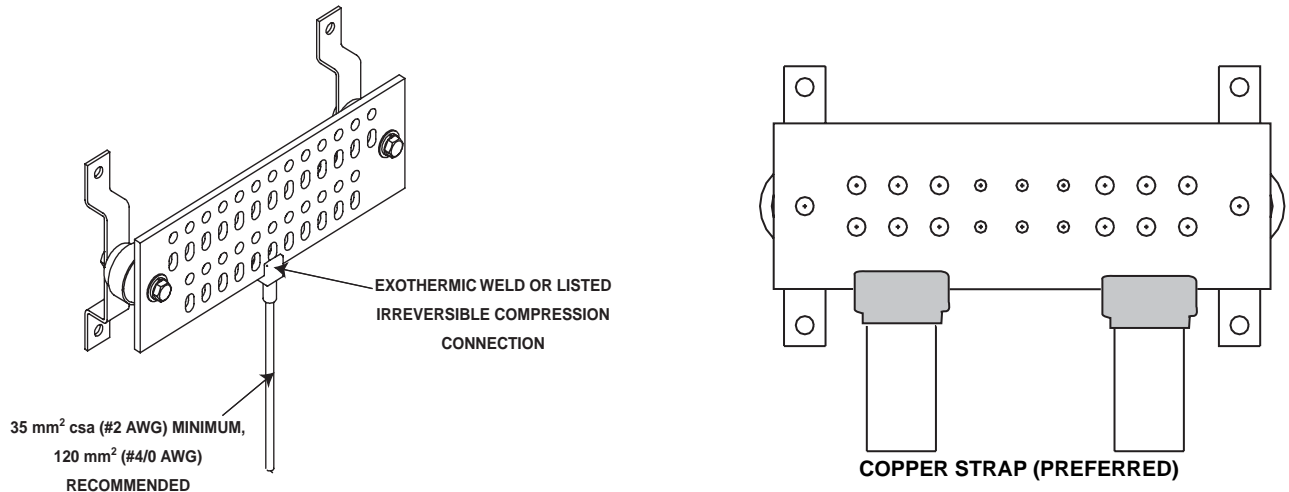 EXOTHERMIC WELD OR LISTED
IRREVERSIBLE COMPRESSION
CONNECTION
35 mm² csa (#2 AWG) MINIMUM,
120 mm² (#4/0 AWG)
RECOMMENDED
COPPER STRAP (PREFERRED)